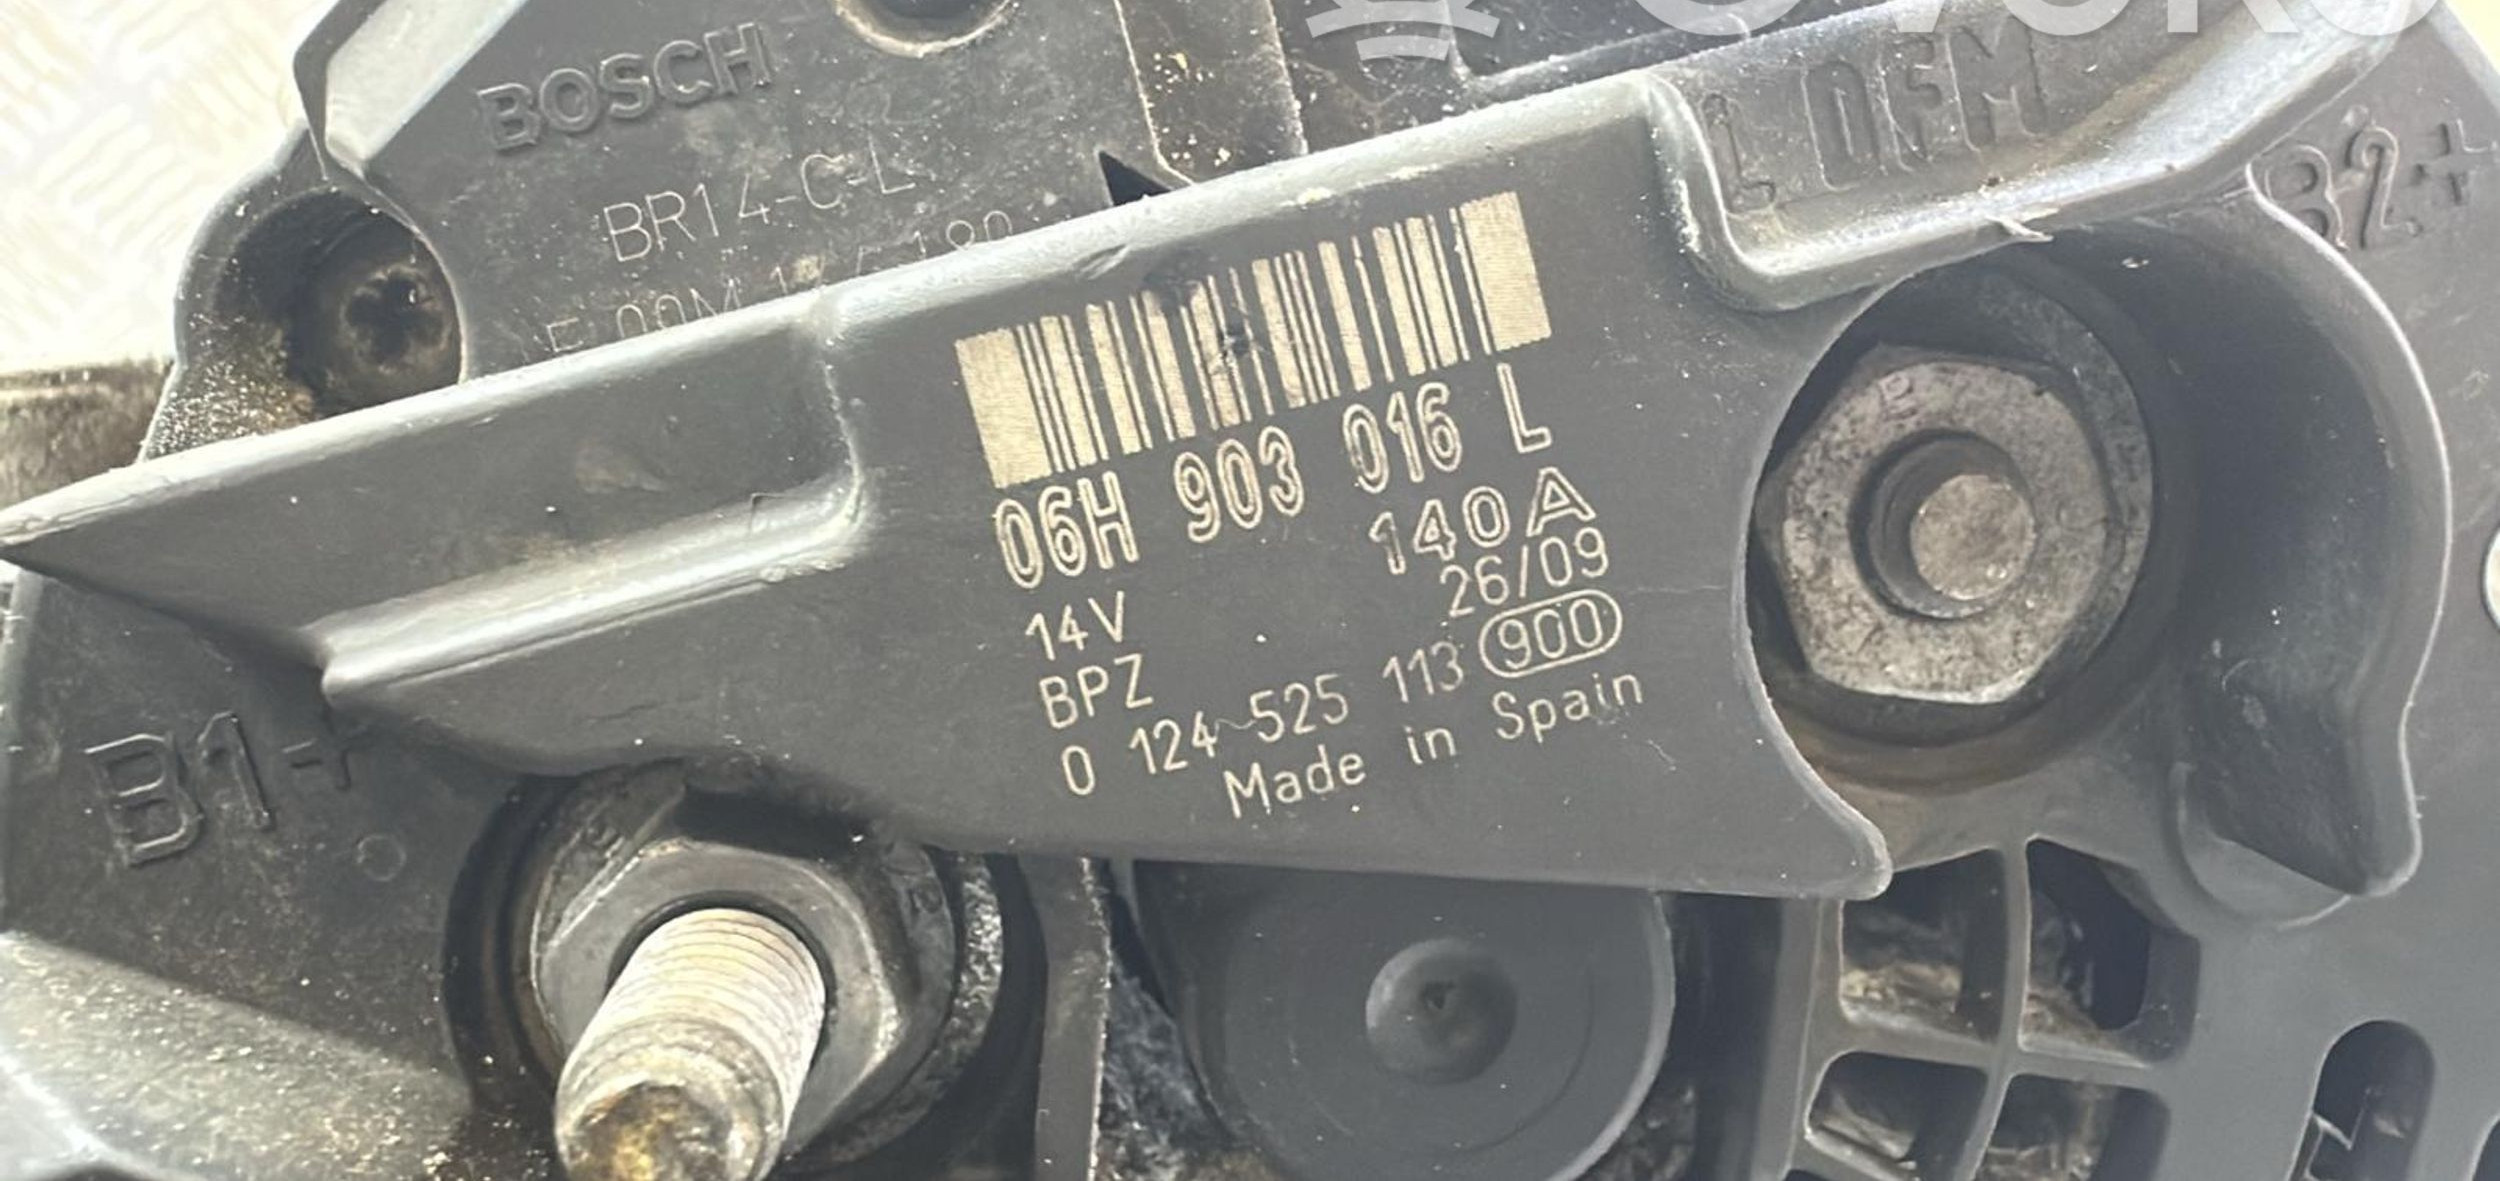 BOSCH
BR14-C-L
B2+
06H 903 016 L
140A
14V
26/09
BPZ
0 124 525 113 900
Made in Spain
B1+